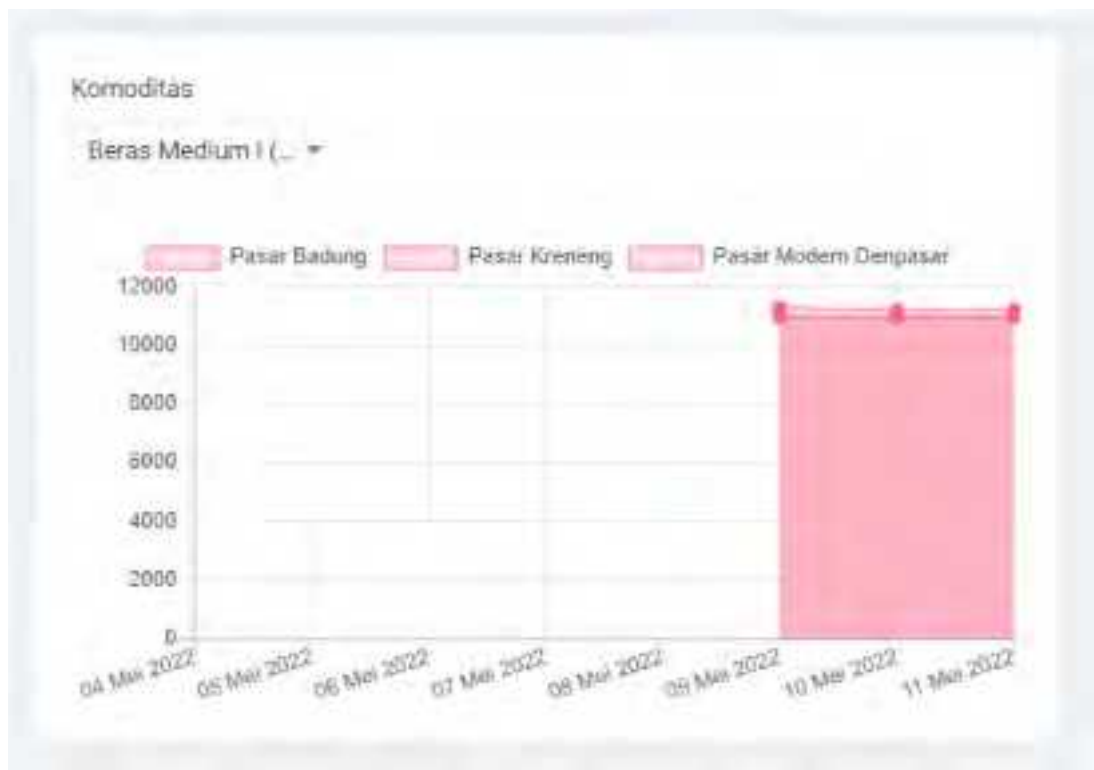 Komoditas
Beras Medium I (...
Pasar Badung Pasar Kreneng Pasar Modern Denpasar
12000
10000
8000
6000
4000
2000
0
04 Mei 2022 05 Mei 2022 06 Mei 2022 07 Mei 2022 08 Mei 2022 09 Mei 2022 10 Mei 2022 11 Mei 2022